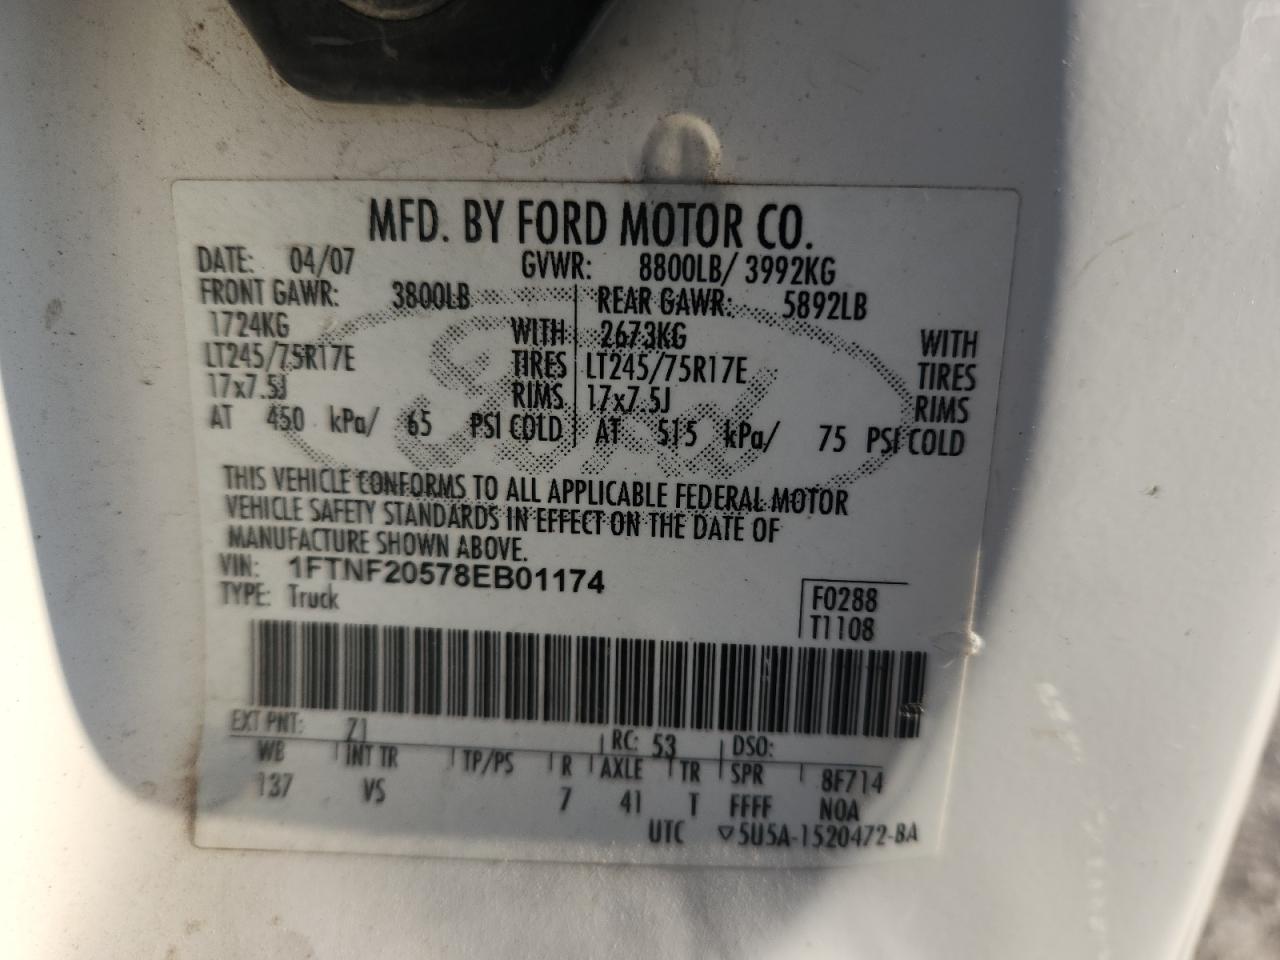 MFD. BY FORD MOTOR CO.
DATE: 04/07 GVWR: 8800LB/ 3992KG
FRONT GAWR: 3800LB REAR GAWR: 5892LB
1724KG WITH 2673KG WITH
LT245/75R17E TIRES LT245/75R17E TIRES
17x7.5J RIMS 17x7.5J RIMS
AT 450 kPa/ 65 PSI COLD AT 515 kPa/ 75 PSI COLD
Ford
THIS VEHICLE CONFORMS TO ALL APPLICABLE FEDERAL MOTOR
VEHICLE SAFETY STANDARDS IN EFFECT ON THE DATE OF
MANUFACTURE SHOWN ABOVE.
VIN: 1FTNF20578EB01174
TYPE: Truck
F0288
T1108
EXT PNT: Z1 RC: 53 DSO:
WB INT TR TP/PS R AXLE TR SPR 8F714
137 VS 7 41 T FFFF NOA
UTC ▽5U5A-1520472-BA